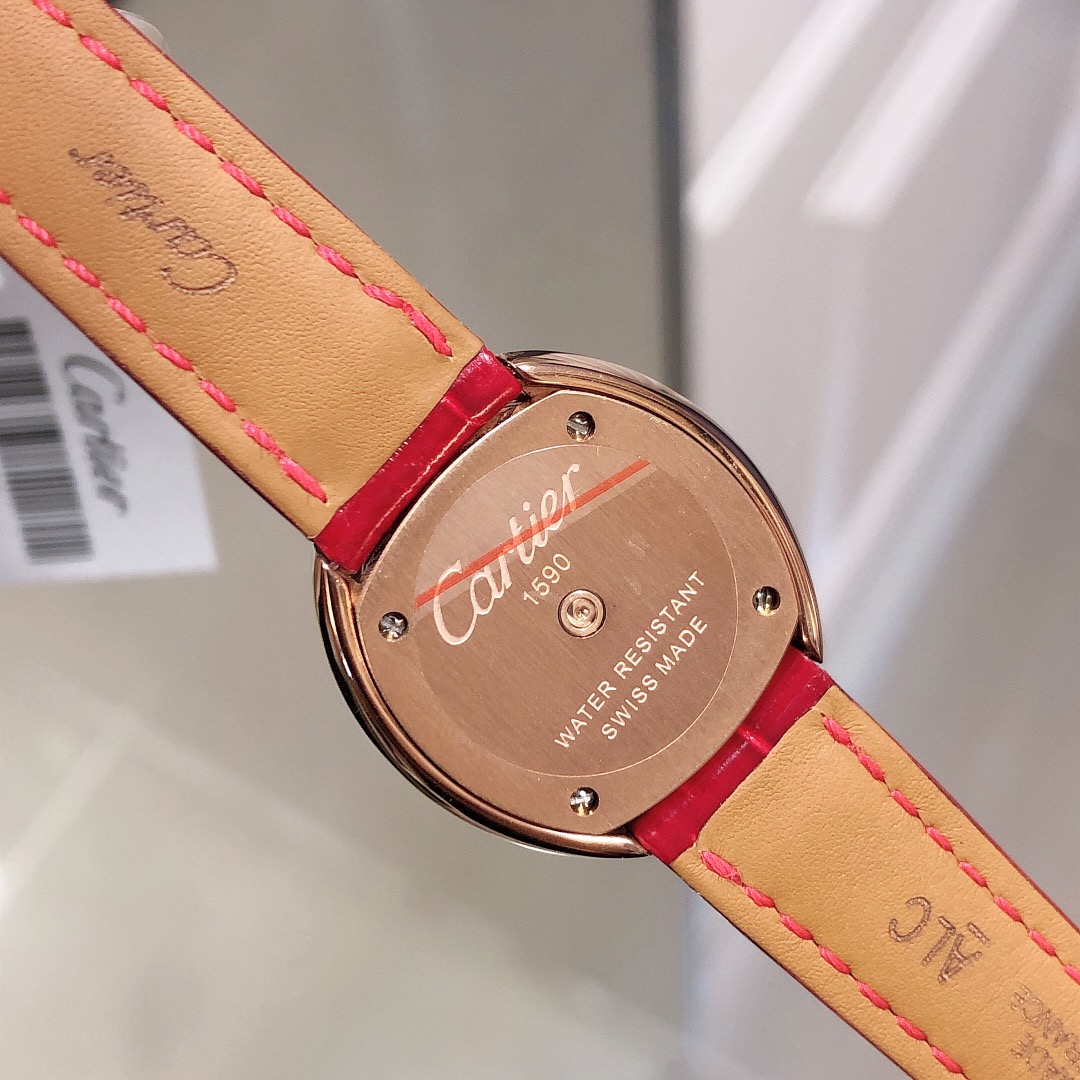 Cartier
Cartier
Cartier
1590
WATER RESISTANT
SWISS MADE
ALC